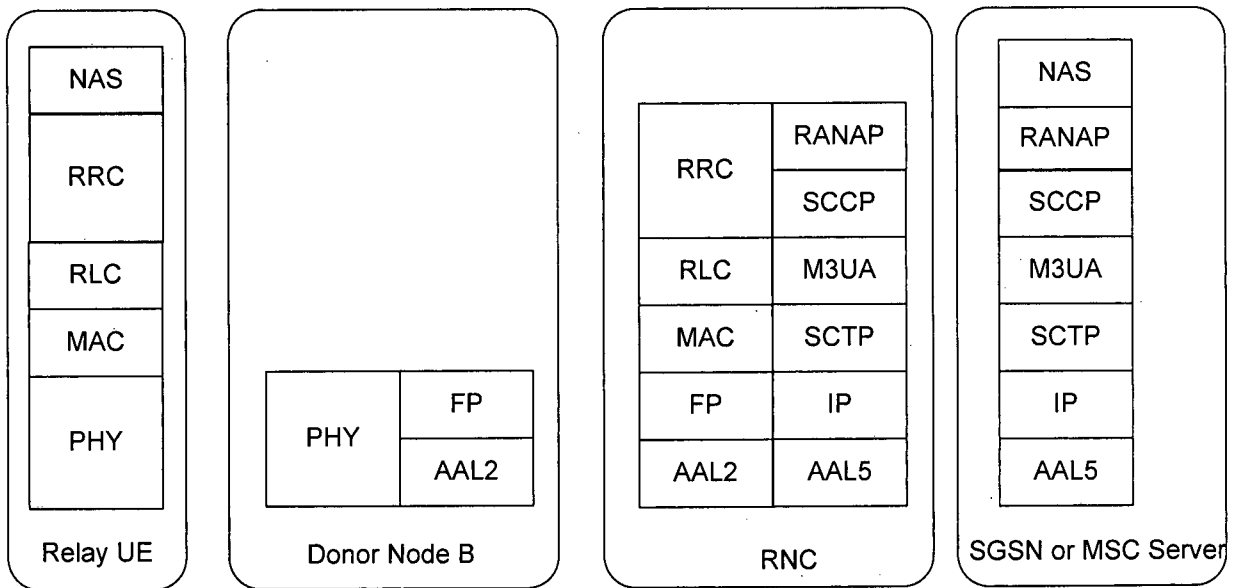 NAS
RRC
RLC
MAC
PHY
Relay UE
PHY
FP
AAL2
Donor Node B
RRC
RLC
MAC
FP
AAL2
RANAP
SCCP
M3UA
SCTP
IP
AAL5
RNC
NAS
RANAP
SCCP
M3UA
SCTP
IP
AAL5
SGSN or MSC Server